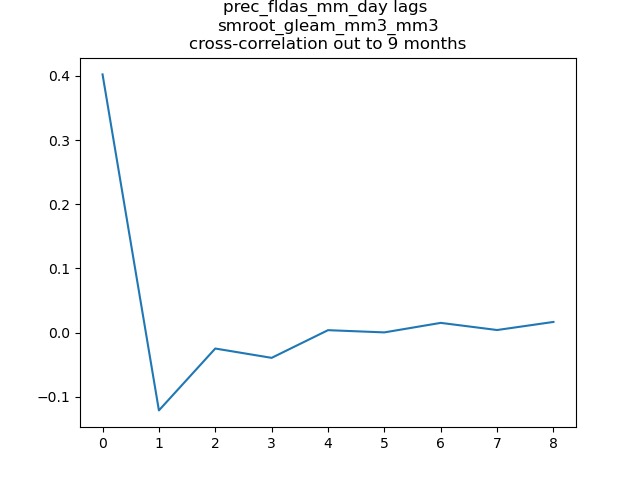 prec_fldas_mm_day lags
smroot_gleam_mm3_mm3
cross-correlation out to 9 months
0.4
0.3
0.2
0.1
0.0
−0.1
0 1 2 3 4 5 6 7 8